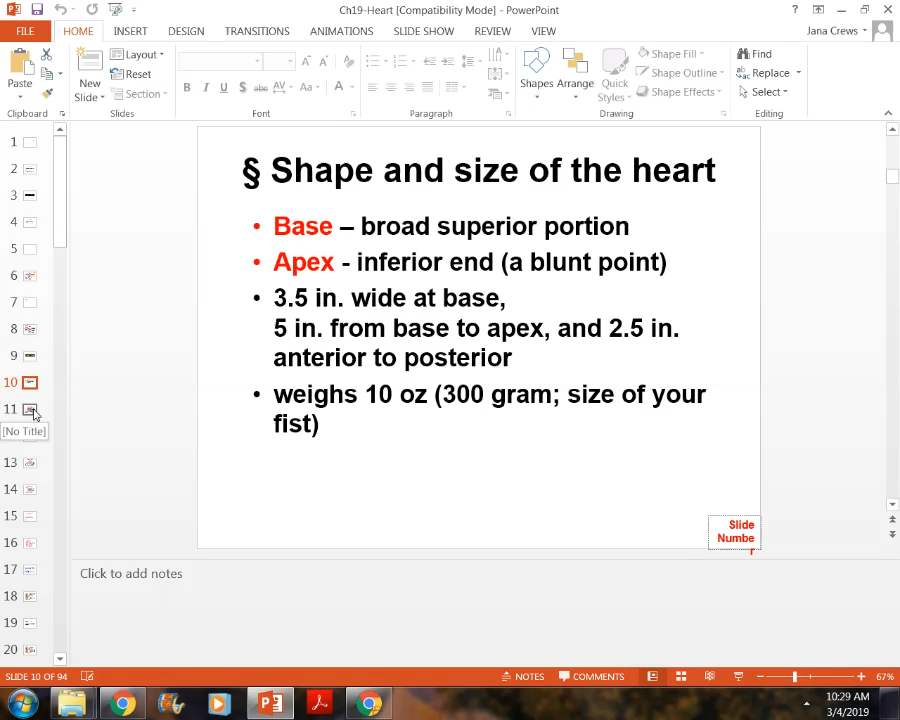 Ch19-Heart [Compatibility Mode] - PowerPoint
?
FILE HOME INSERT DESIGN TRANSITIONS ANIMATIONS SLIDE SHOW REVIEW VIEW Jana Crews
Paste
New
Slide
Layout
Reset
Section
B I U S abc AV Aa A
Shapes
Arrange
Quick
Styles
Shape Fill
Shape Outline
Shape Effects
Find
Replace
Select
Clipboard Slides Font Paragraph Drawing Editing
1
2
3
4
5
6
7
8
9
10
11
[No Title]
13
14
15
16
17
18
19
20
§ Shape and size of the heart
• Base – broad superior portion
• Apex - inferior end (a blunt point)
• 3.5 in. wide at base,
5 in. from base to apex, and 2.5 in.
anterior to posterior
• weighs 10 oz (300 gram; size of your
fist)
Slide
Numbe
r
Click to add notes
SLIDE 10 OF 94 NOTES COMMENTS 67%
10:29 AM
3/4/2019